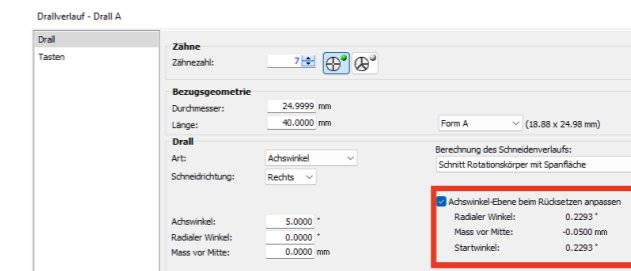 Drallverlauf - Drall A
Drall
Tasten
Zähne
Zähnezahl: 7
Bezugsgeometrie
Durchmesser: 24.9999 mm
Länge: 40.0000 mm Form A (18.88 x 24.98 mm)
Drall
Art: Achswinkel Berechnung des Schneidenverlaufs:
Schneidrichtung: Rechts Schnitt Rotationskörper mit Spanfläche
Achswinkel-Ebene beim Rücksetzen anpassen
Radialer Winkel: 0.2293 °
Achswinkel: 5.0000 ° Mass vor Mitte: -0.0500 mm
Radialer Winkel: 0.0000 ° Startwinkel: 0.2293 °
Mass vor Mitte: 0.0000 mm